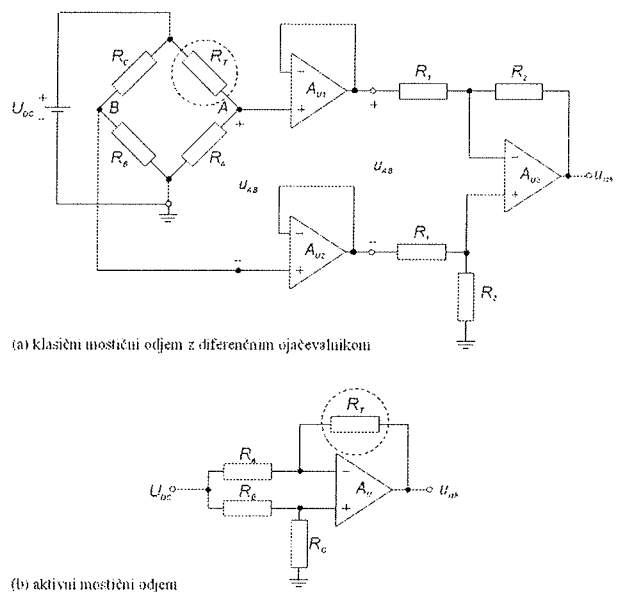 R_C
R_T
A_U1
R_1
R_2
U_DC
+
-
B
A
R_B
R_A
u_AB
u_AB
A_U3
u_izh
A_U2
R_1
R_2
(a) klasični mostični odjem z diferenčnim ojačevalnikom
R_T
R_A
U_DC
R_B
A_U
u_izh
R_C
(b) aktivni mostični odjem